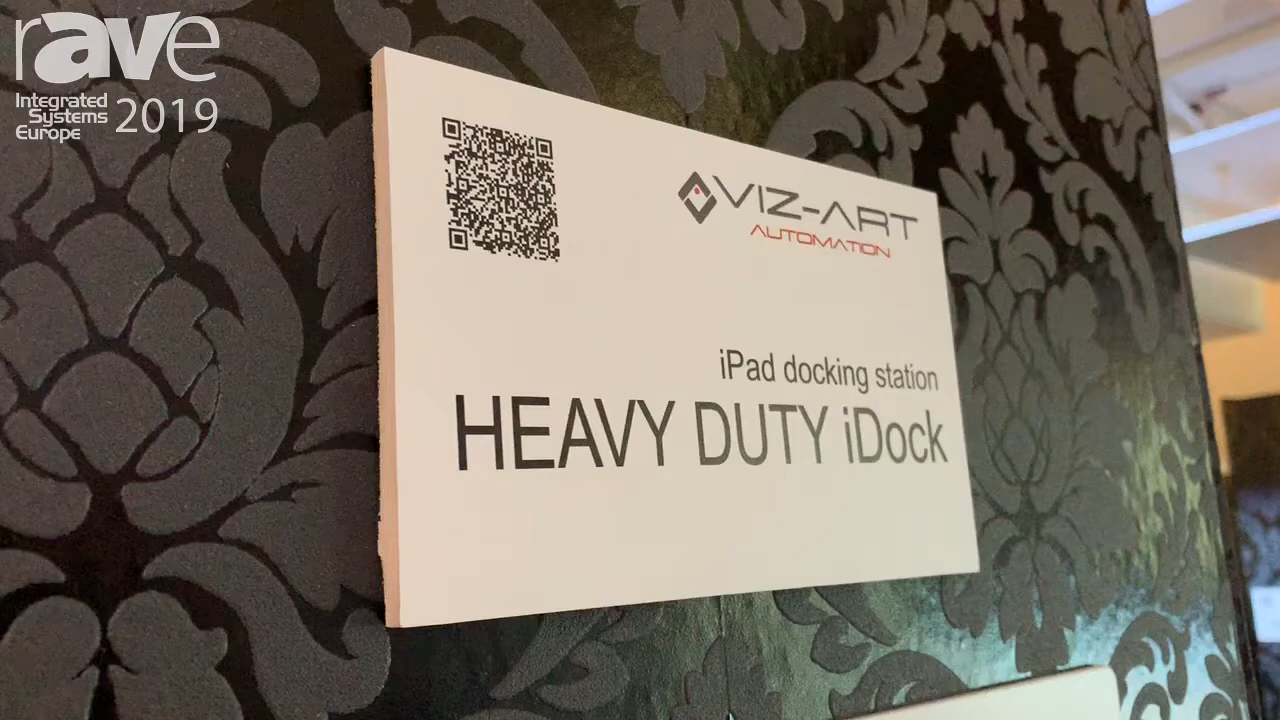 rAVe
Integrated
Systems
Europe
2019
VIZ-ART
AUTOMATION
iPad docking station
HEAVY DUTY iDock